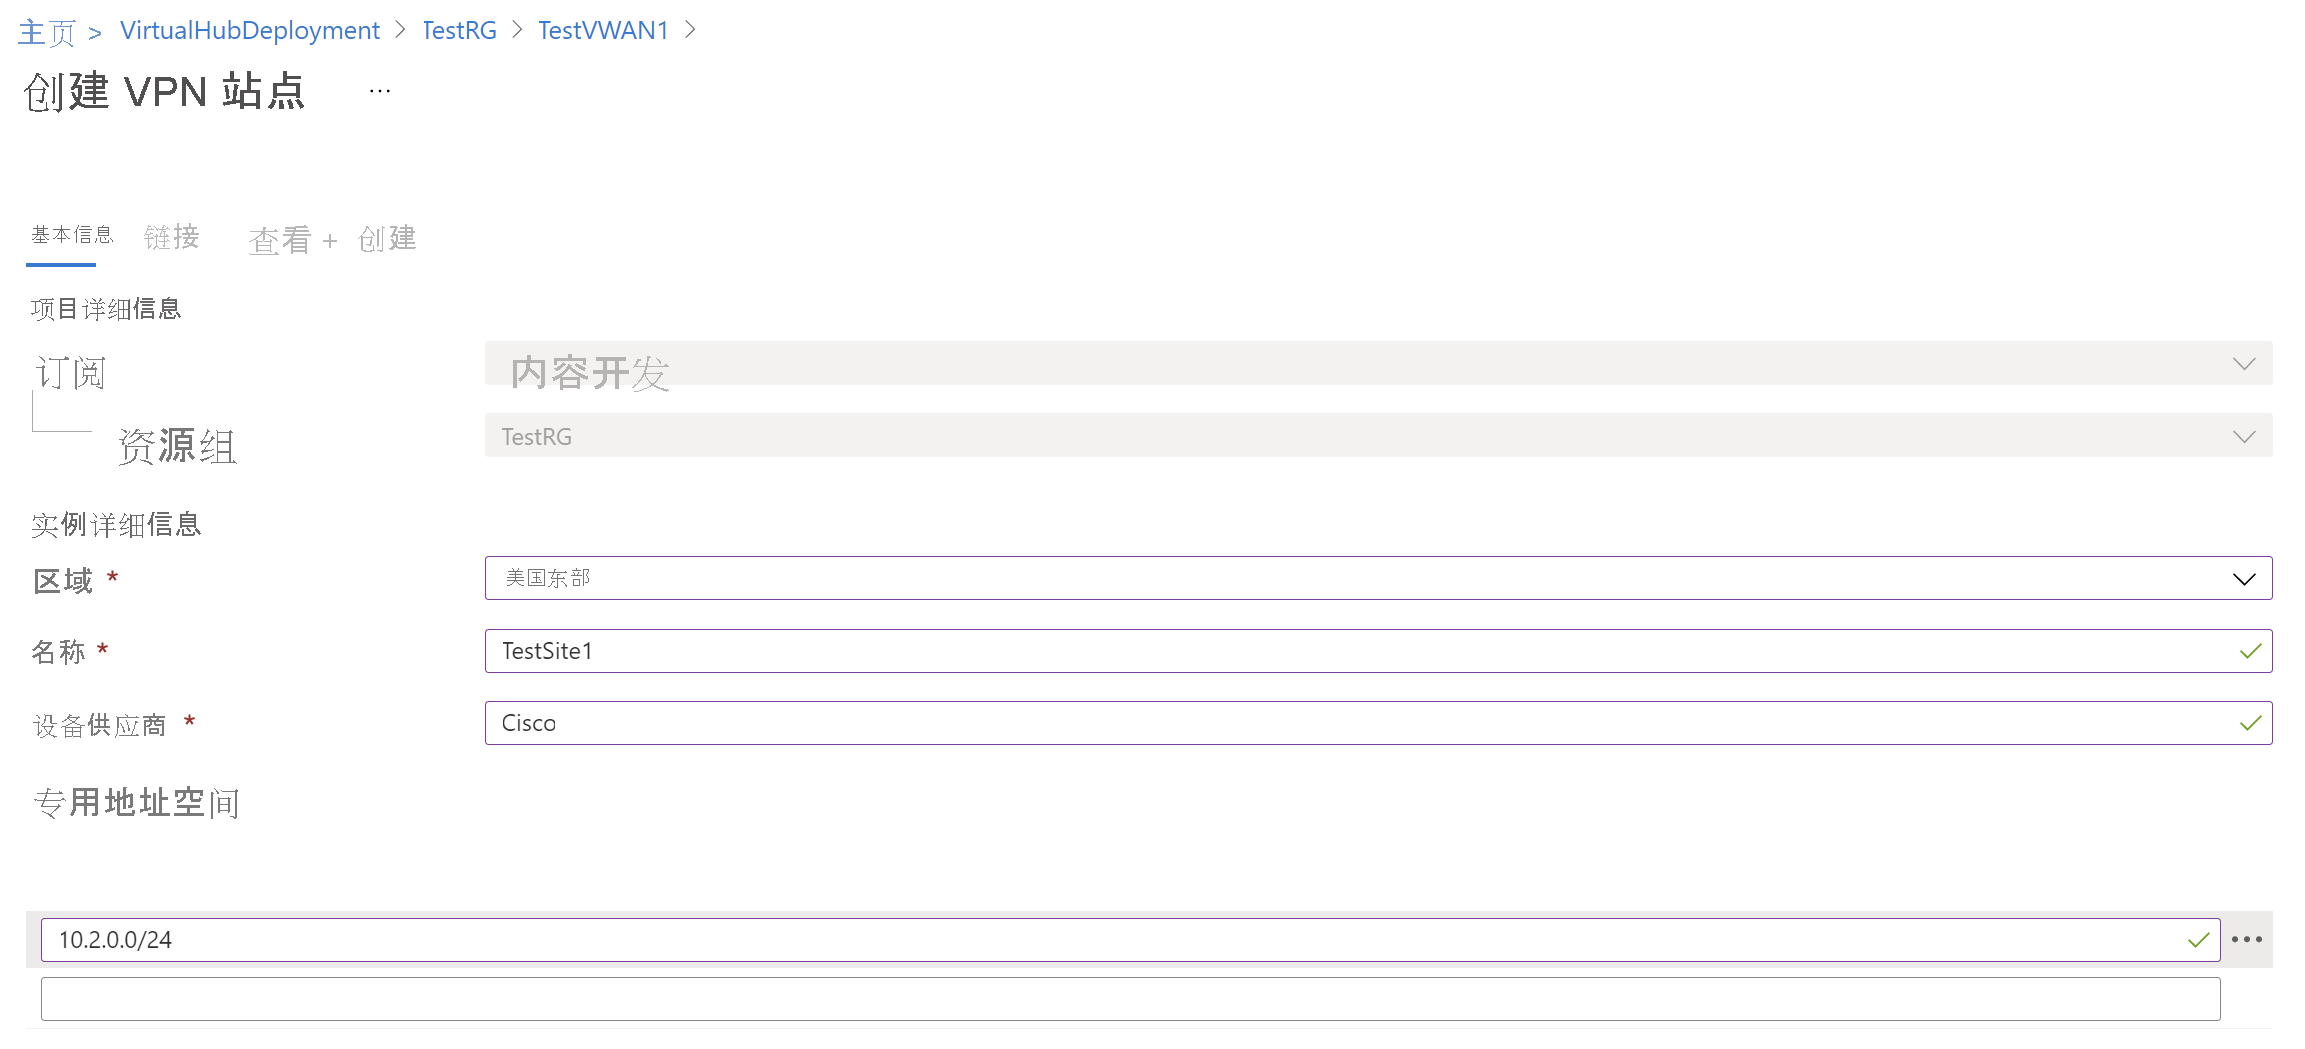 主页 > VirtualHubDeployment > TestRG > TestVWAN1 >
创建 VPN 站点 ...
基本信息 链接 查看 + 创建
项目详细信息
订阅 内容开发
资源组 TestRG
实例详细信息
区域 * 美国东部
名称 * TestSite1
设备供应商 * Cisco
专用地址空间
10.2.0.0/24